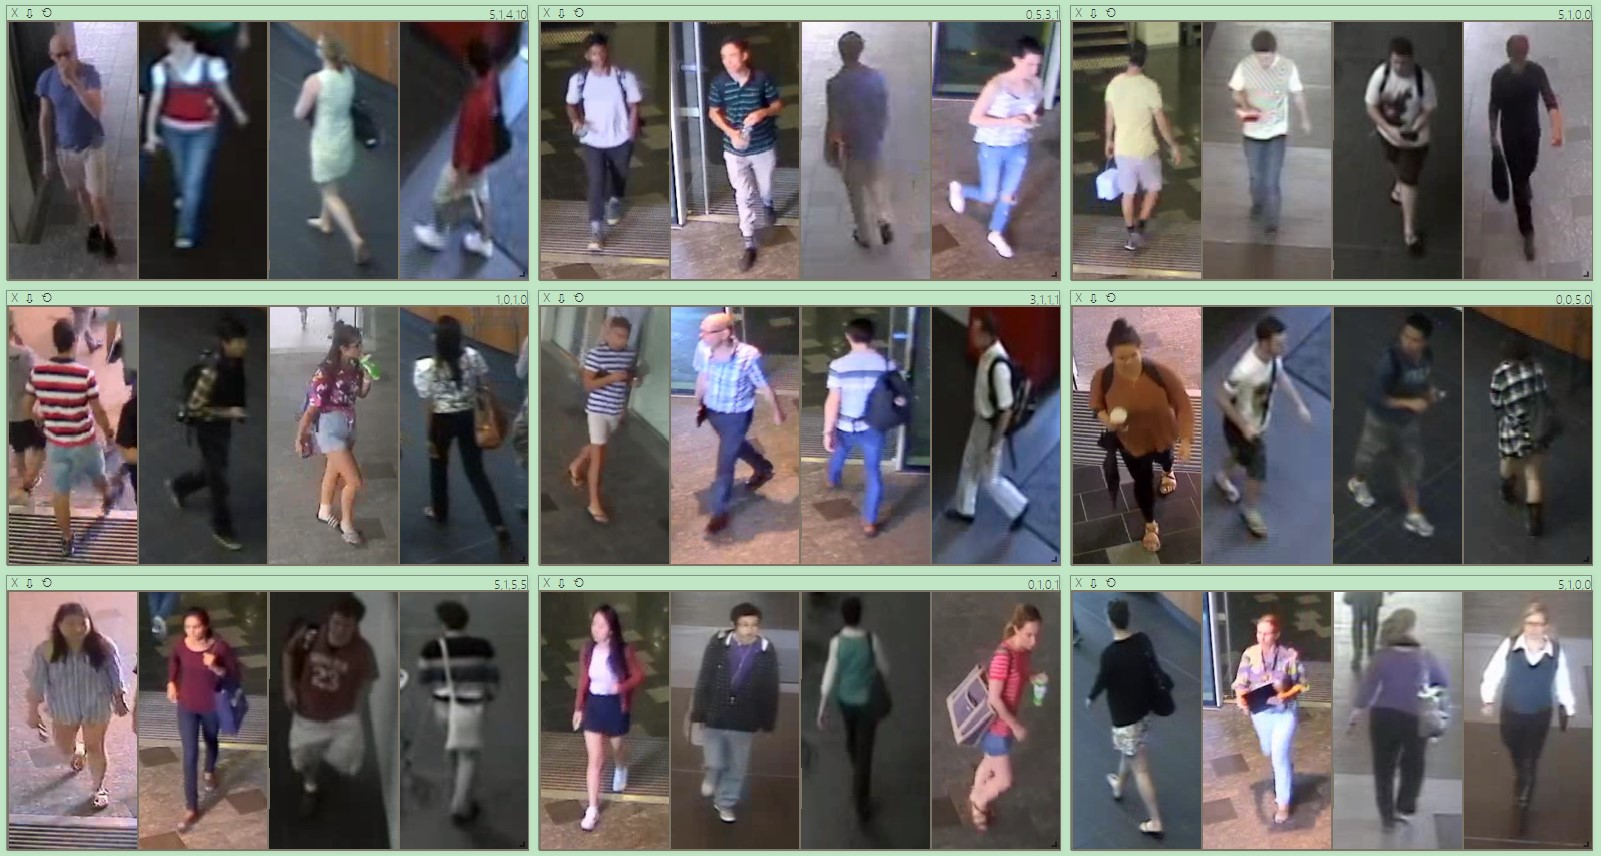 X 5,1,4,10
X 0,5,3,1
X 5,1,0,0
X 1,0,1,0
X 3,1,1,1
X 0,0,5,0
X 5,1,5,5
X 0,1,0,1
X 5,1,0,0
23